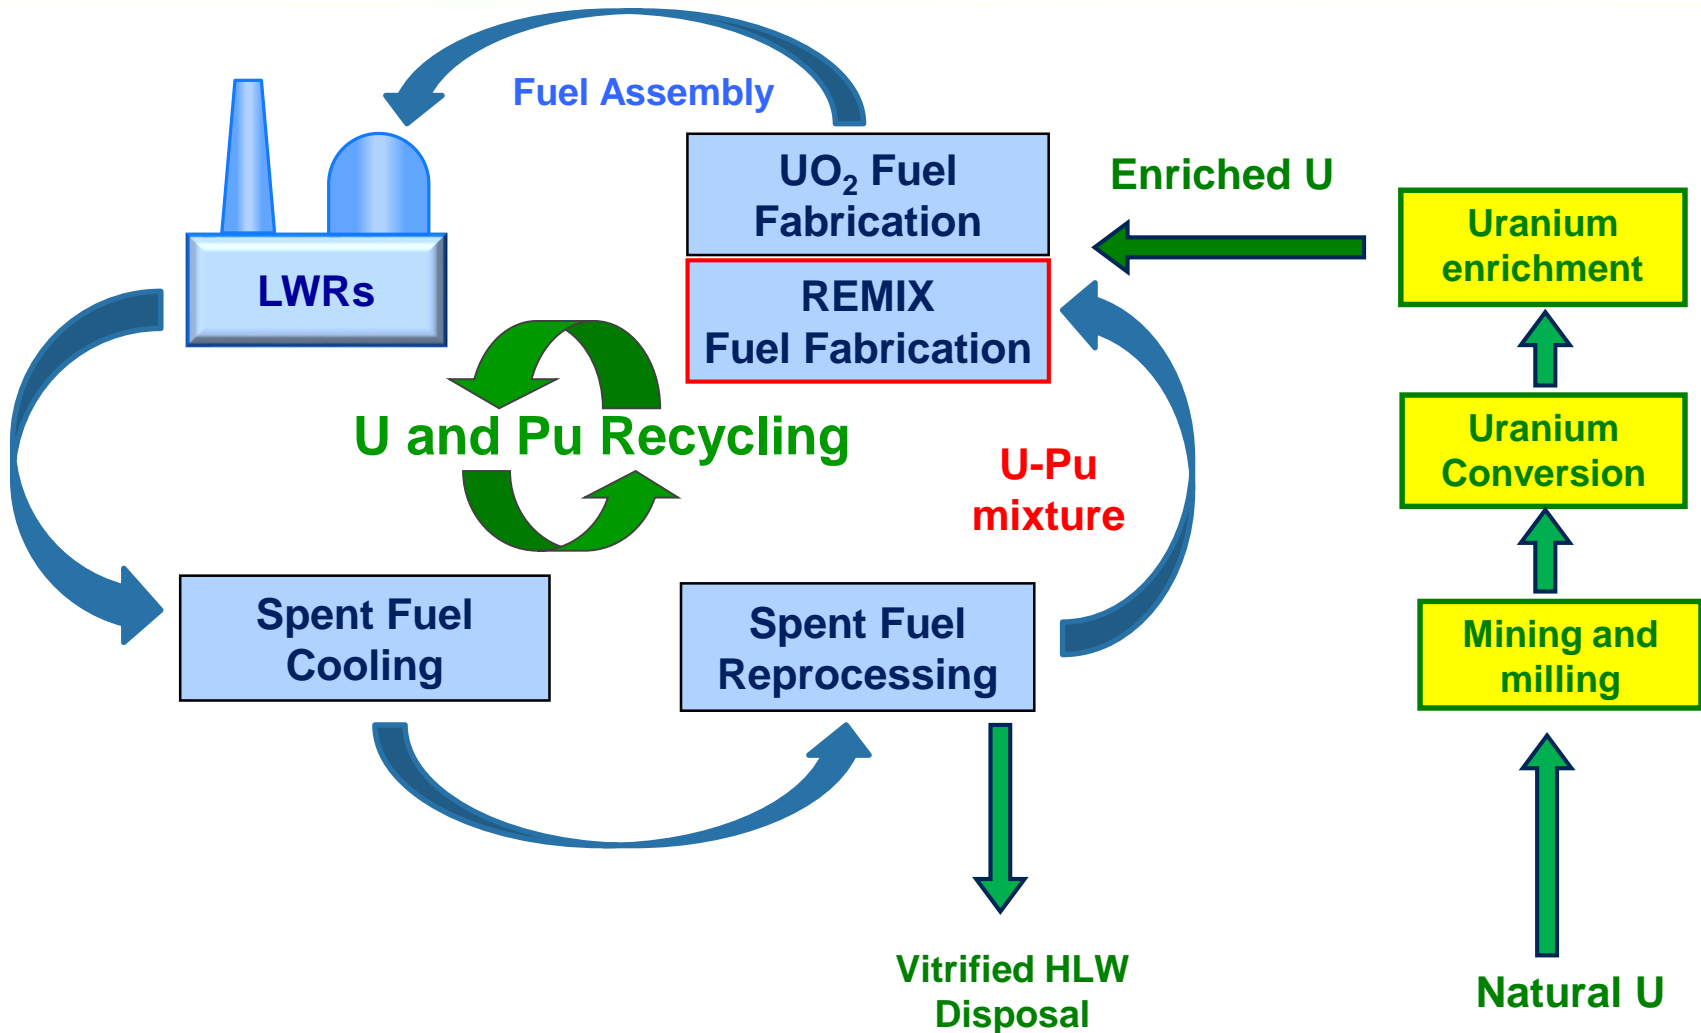 Fuel Assembly
UO₂ Fuel
Fabrication
Enriched U
Uranium
enrichment
LWRs
REMIX
Fuel Fabrication
U and Pu Recycling
U-Pu
mixture
Uranium
Conversion
Spent Fuel
Cooling
Spent Fuel
Reprocessing
Mining and
milling
Vitrified HLW
Disposal
Natural U